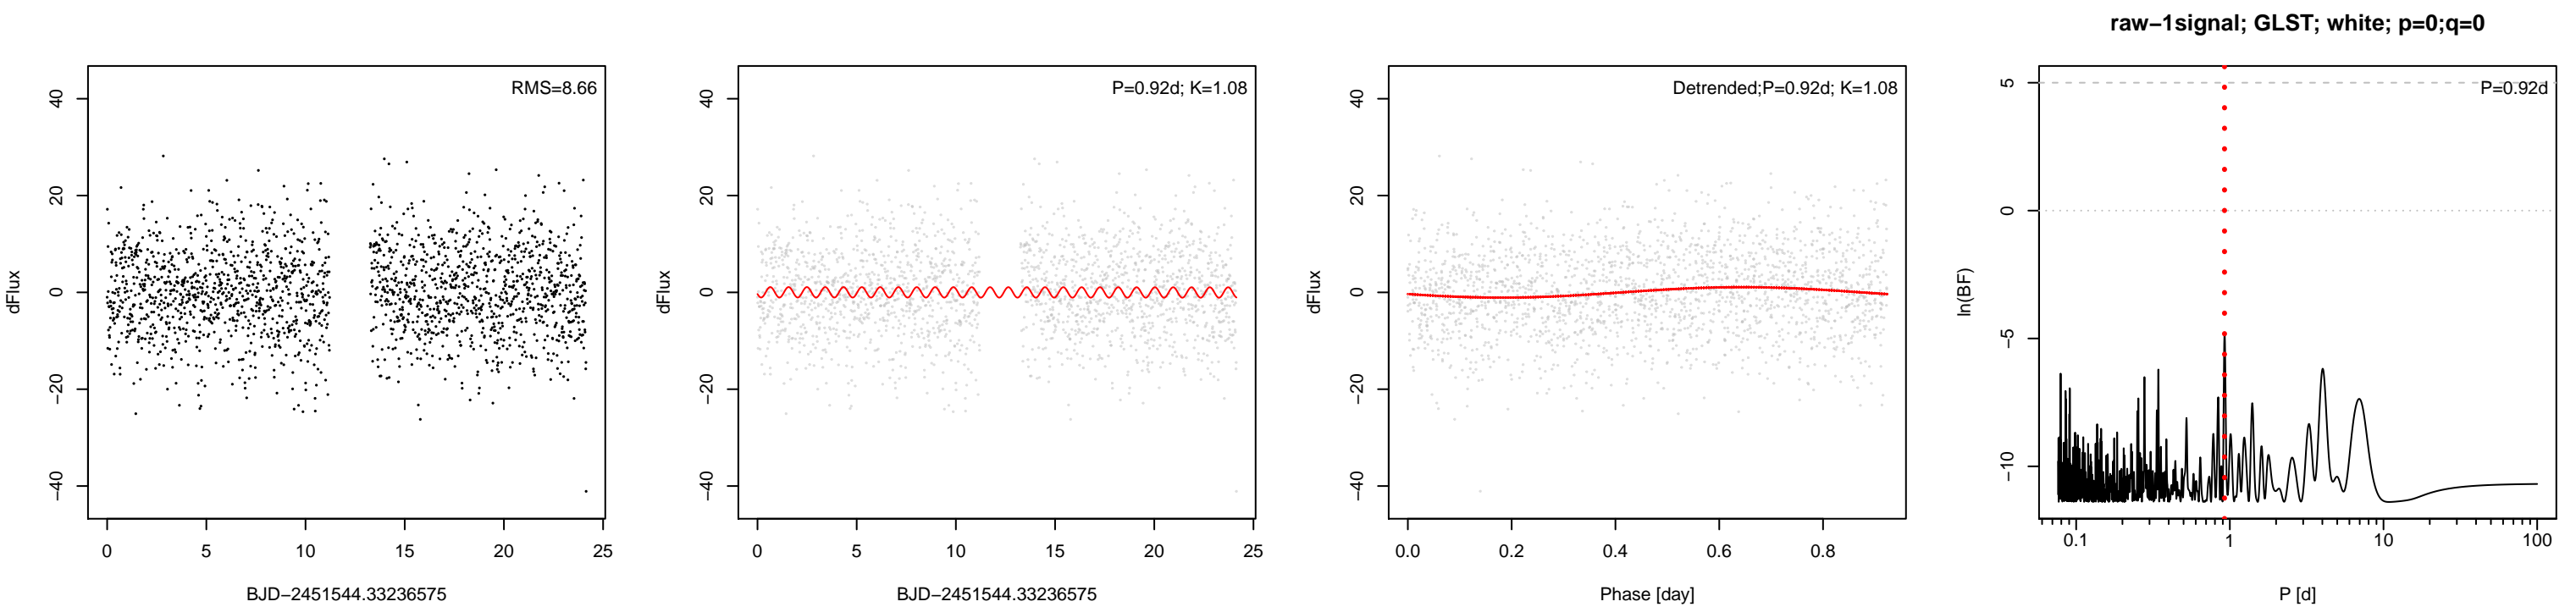 raw−1signal; GLST; white; p=0;q=0
RMS=8.66
dFlux
40
20
0
−20
−40
0 5 10 15 20 25
BJD−2451544.33236575
P=0.92d; K=1.08
dFlux
40
20
0
−20
−40
0 5 10 15 20 25
BJD−2451544.33236575
Detrended;P=0.92d; K=1.08
dFlux
40
20
0
−20
−40
0.0 0.2 0.4 0.6 0.8
Phase [day]
P=0.92d
ln(BF)
5
0
−5
−10
0.1 1 10 100
P [d]